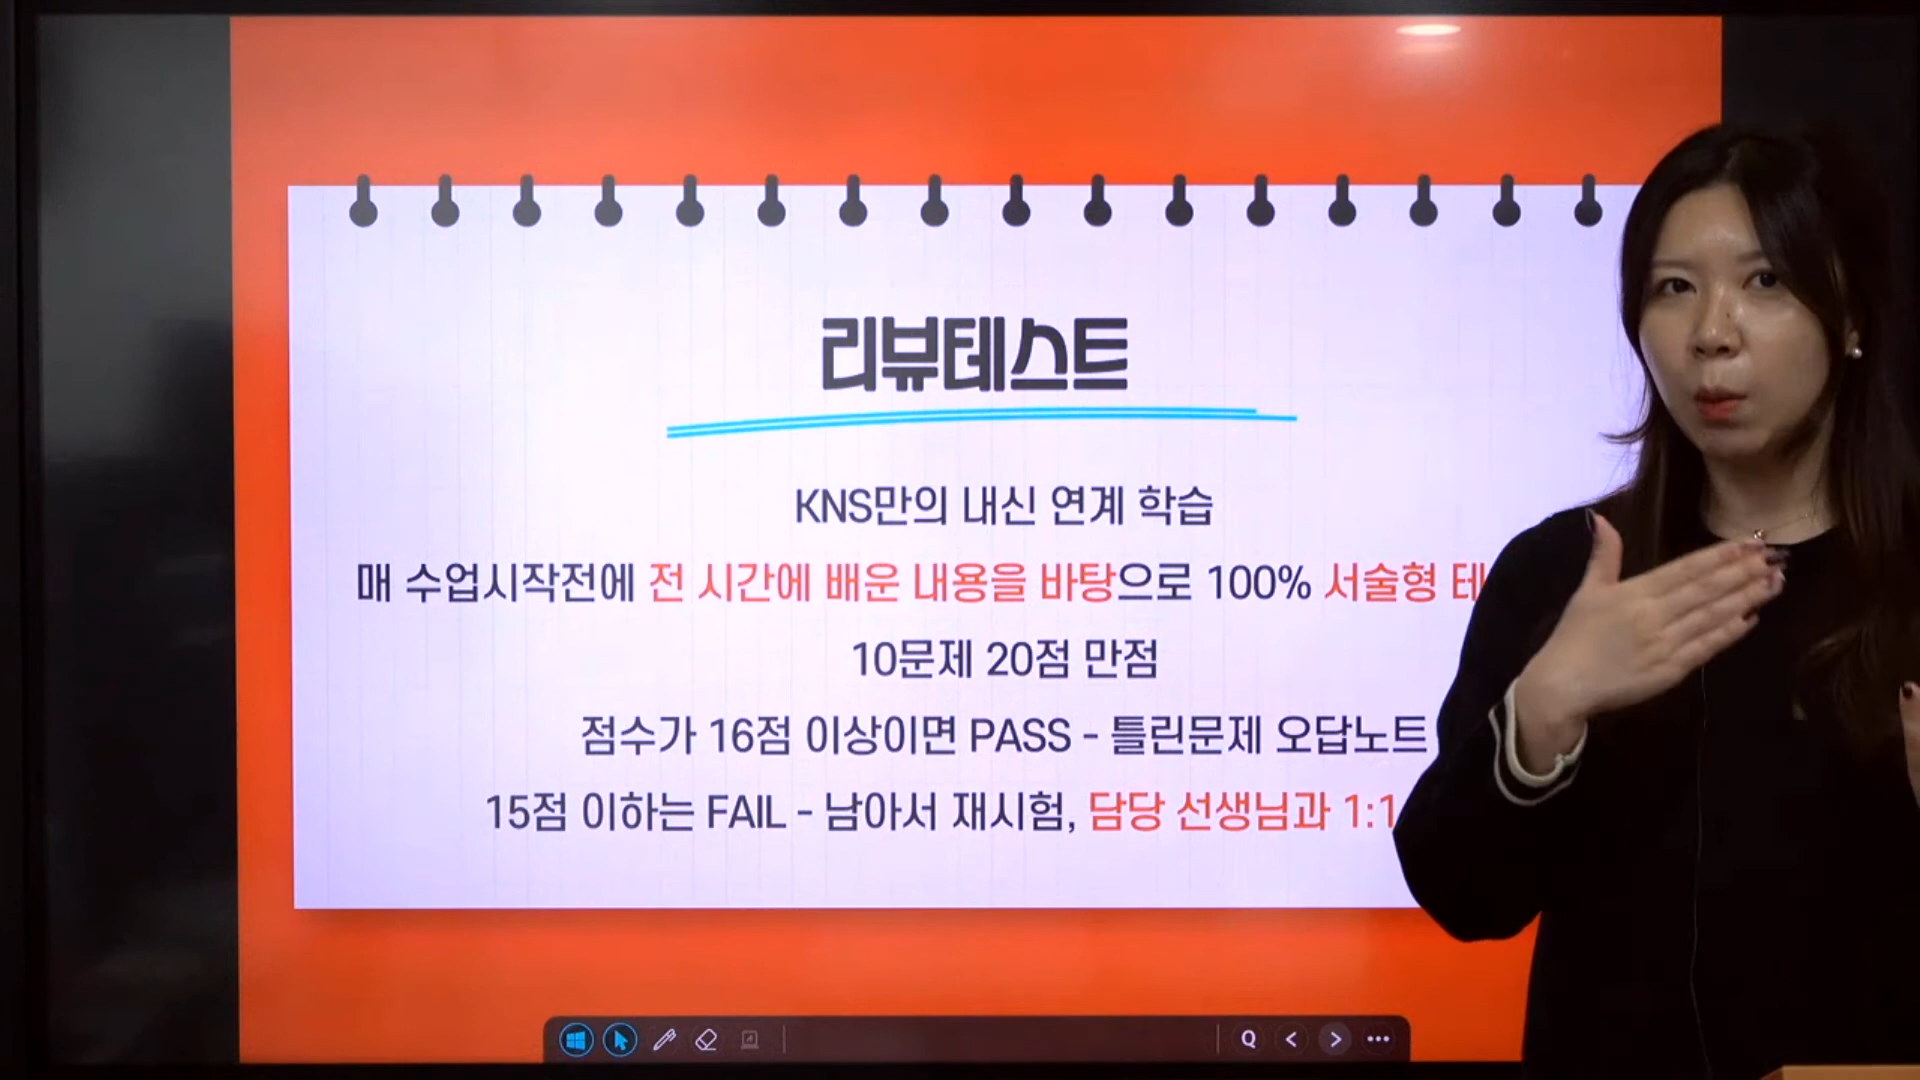 리뷰테스트
KNS만의 내신 연계 학습
매 수업시작전에 전 시간에 배운 내용을 바탕으로 100% 서술형
10문제 20점 만점
점수가 16점 이상이면 PASS - 틀린문제 오답노트
15점 이하는 FAIL - 남아서 재시험, 담당 선생님과 1:1